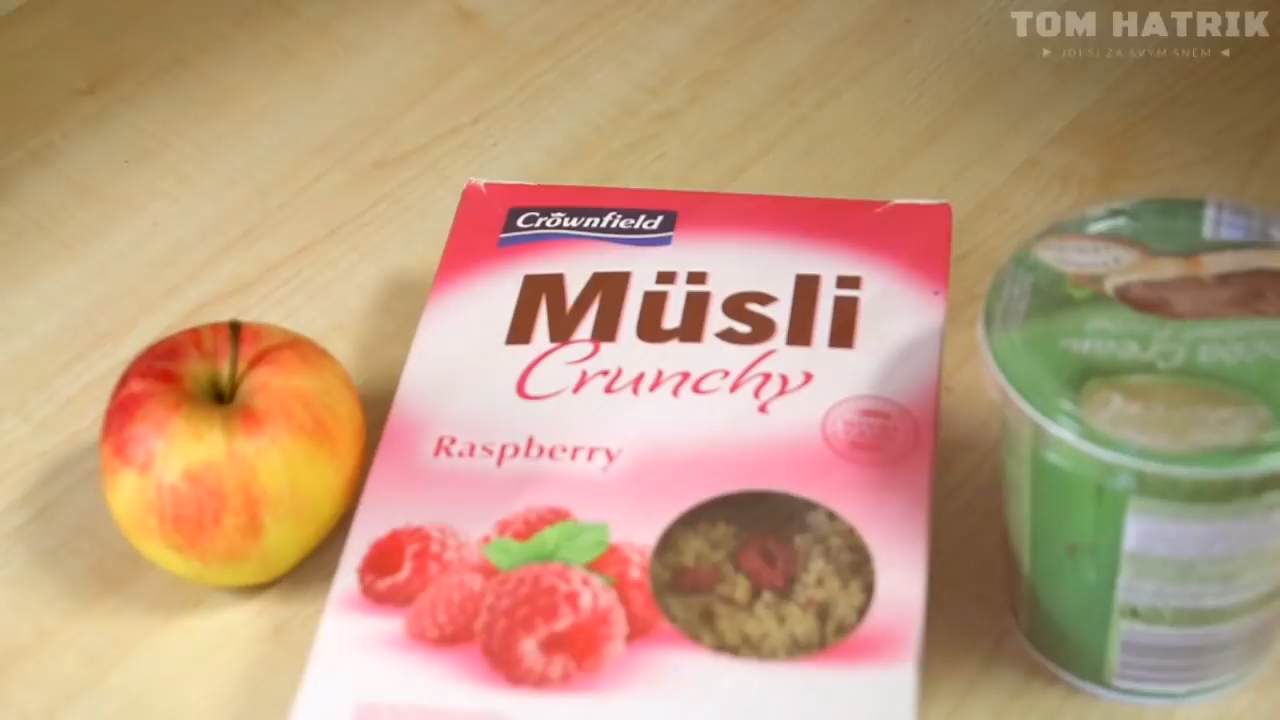 TOM HATRIK
JDI SI ZA SVÝM SNEM
Crownfield
Müsli
Crunchy
Raspberry